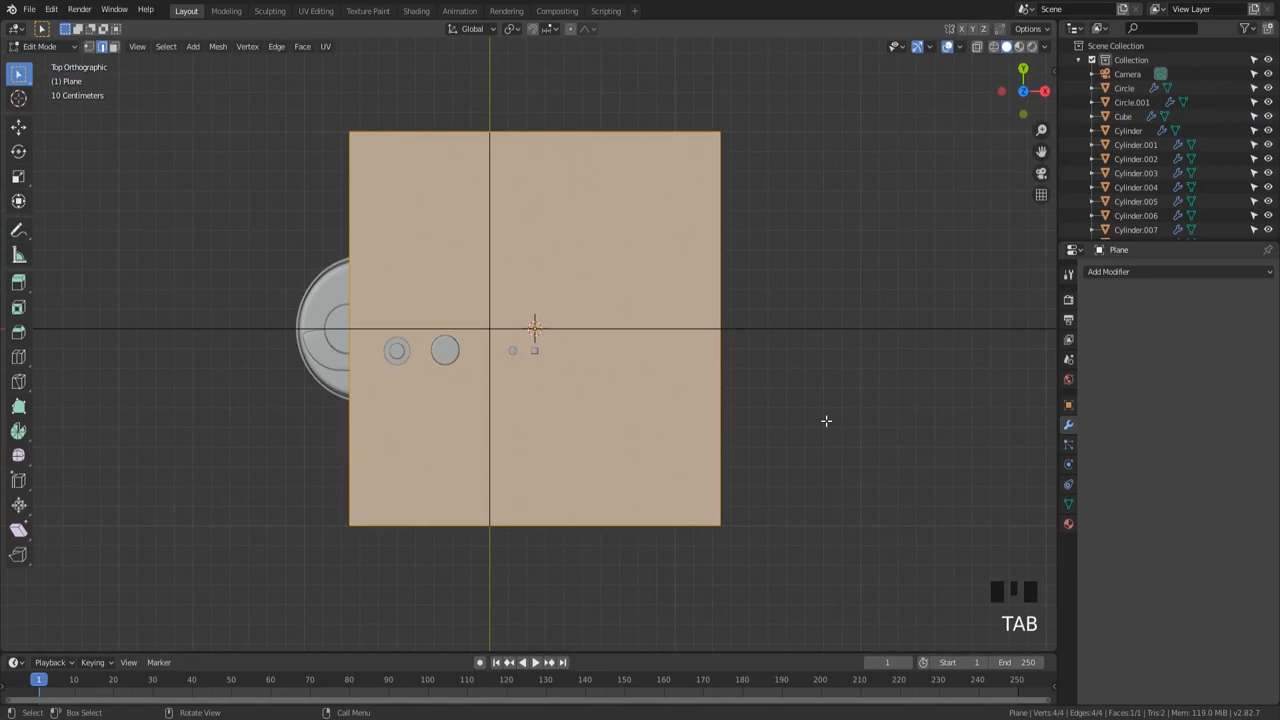 File Edit Render Window Help Layout Modeling Sculpting UV Editing Texture Paint Shading Animation Rendering Compositing Scripting + Scene View Layer
Global X Y Z Options
Edit Mode View Select Add Mesh Vertex Edge Face UV
Top Orthographic
(1) Plane
10 Centimeters
Y
Z
X
Scene Collection
Collection
Camera
Circle
Circle.001
Cube
Cylinder
Cylinder.001
Cylinder.002
Cylinder.003
Cylinder.004
Cylinder.005
Cylinder.006
Cylinder.007
Plane
Add Modifier
TAB
Playback Keying View Marker 1 Start 1 End 250
1 10 20 30 40 50 60 70 80 90 100 110 120 130 140 150 160 170 180 190 200 210 220 230 240 250
Select Box Select Rotate View Call Menu Plane | Verts:4/4 | Edges:4/4 | Faces:1/1 | Tris:2 | Mem: 119.0 MiB | v2.82.7